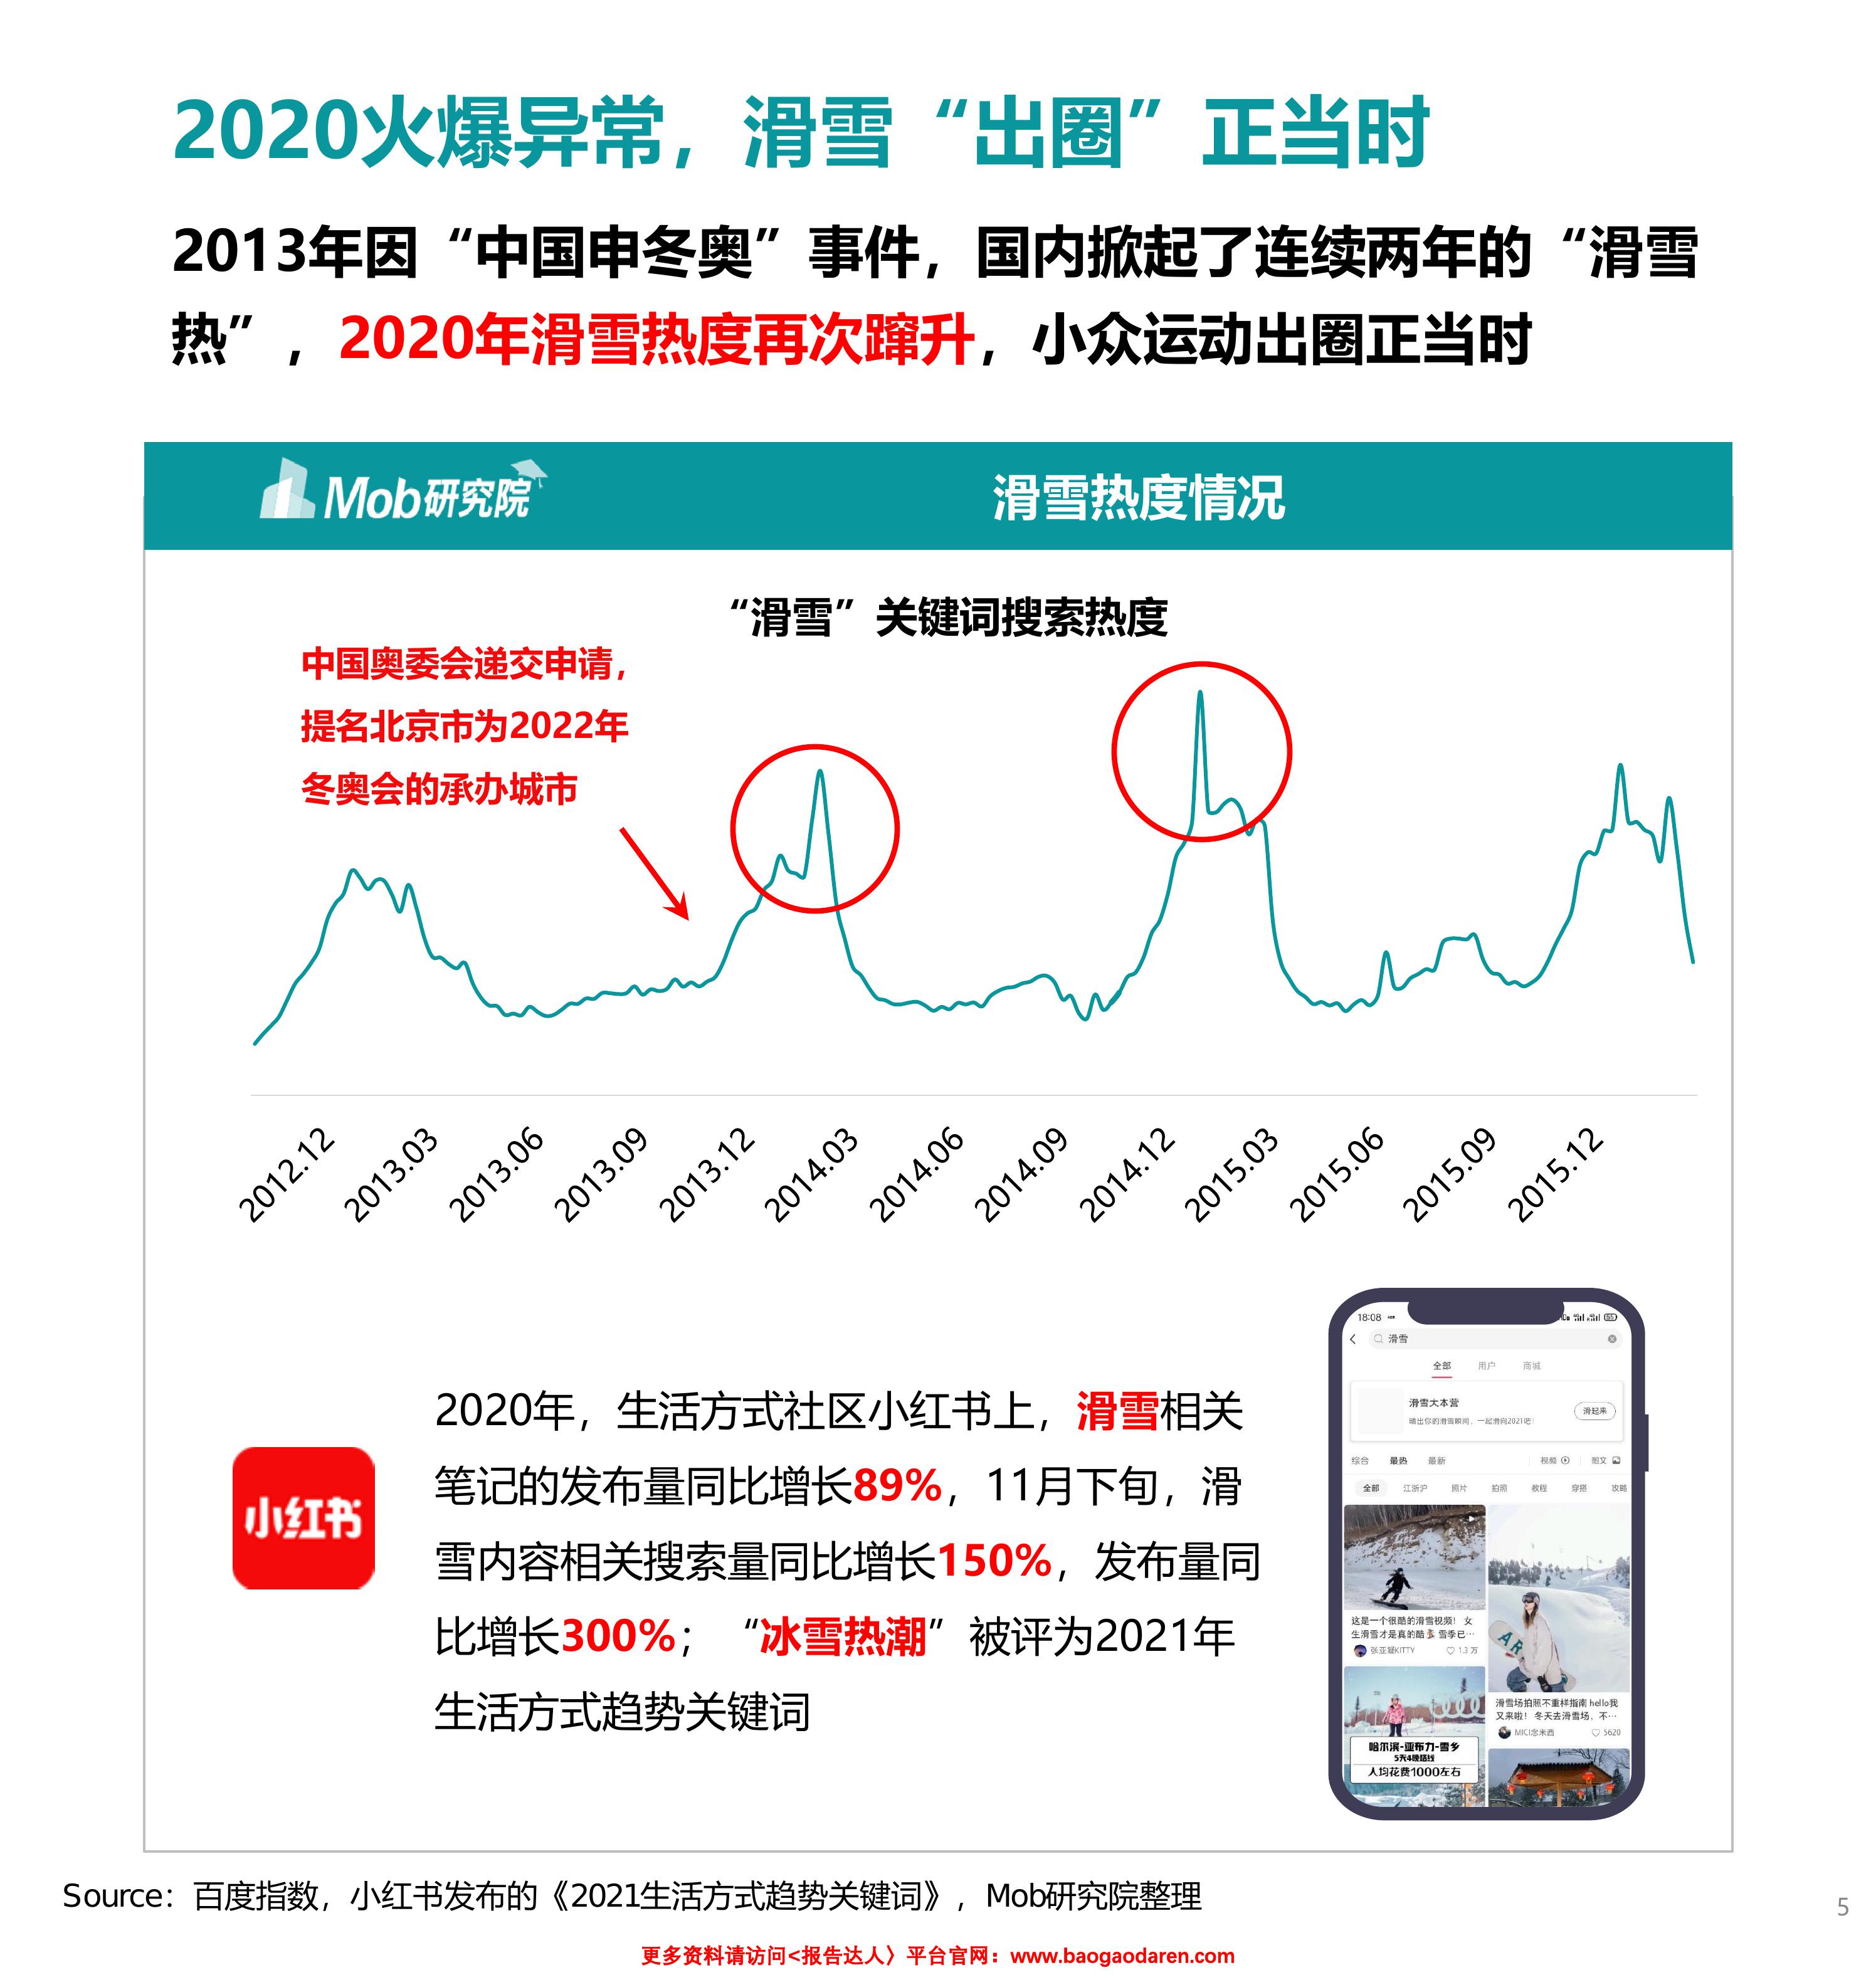 2020火爆异常，滑雪“出圈”正当时
2013年因“中国申冬奥”事件，国内掀起了连续两年的“滑雪
热”，2020年滑雪热度再次蹿升，小众运动出圈正当时
Mob研究院
滑雪热度情况
“滑雪”关键词搜索热度
中国奥委会递交申请，
提名北京市为2022年
冬奥会的承办城市
2012.12
2013.03
2013.06
2013.09
2013.12
2014.03
2014.06
2014.09
2014.12
2015.03
2015.06
2015.09
2015.12
小红书
2020年，生活方式社区小红书上，滑雪相关
笔记的发布量同比增长89%，11月下旬，滑
雪内容相关搜索量同比增长150%，发布量同
比增长300%；“冰雪热潮”被评为2021年
生活方式趋势关键词
18:08
滑雪
全部 用户 商城
滑雪大本营
晒出你的滑雪瞬间，一起滑向2021吧！
滑起来
综合 最热 最新 视频 图文
全部 江浙沪 照片 拍照 教程 穿搭 攻略
这是一个很酷的滑雪视频！女
生滑雪才是真的酷 雪季已…
张亚凝KITTY 1.3万
滑雪场拍照不重样指南 hello我
又来啦！冬天去滑雪场，不…
MICI念米西 5620
哈尔滨-亚布力-雪乡
5天4晚路线
人均花费1000左右
Source：百度指数，小红书发布的《2021生活方式趋势关键词》，Mob研究院整理
5
更多资料请访问<报告达人〉平台官网：www.baogaodaren.com